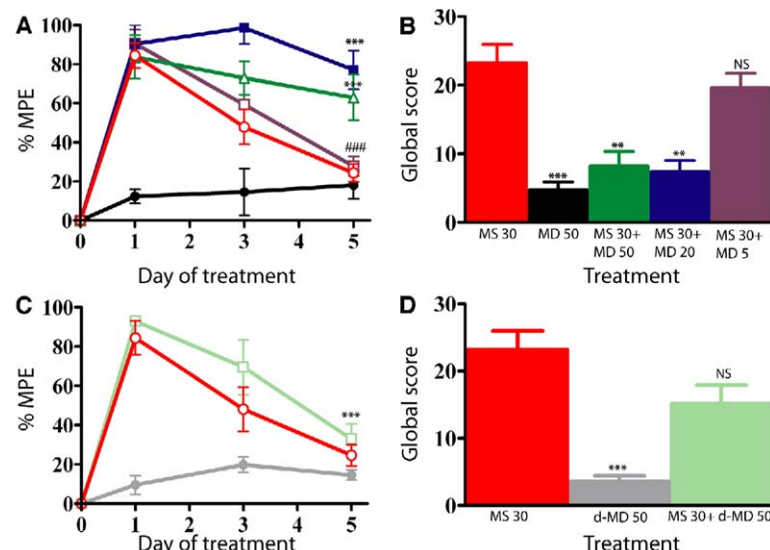 A
% MPE
100
80
60
40
20
0
***
***
###
0 1 2 3 4 5
Day of treatment
B
Global score
30
20
10
0
***
**
**
NS
MS 30
MD 50
MS 30+
MD 50
MS 30+
MD 20
MS 30+
MD 5
Treatment
C
% MPE
100
80
60
40
20
0
***
0 1 2 3 4 5
Day of treatment
D
Global score
30
20
10
0
***
NS
MS 30
d-MD 50
MS 30+ d-MD 50
Treatment